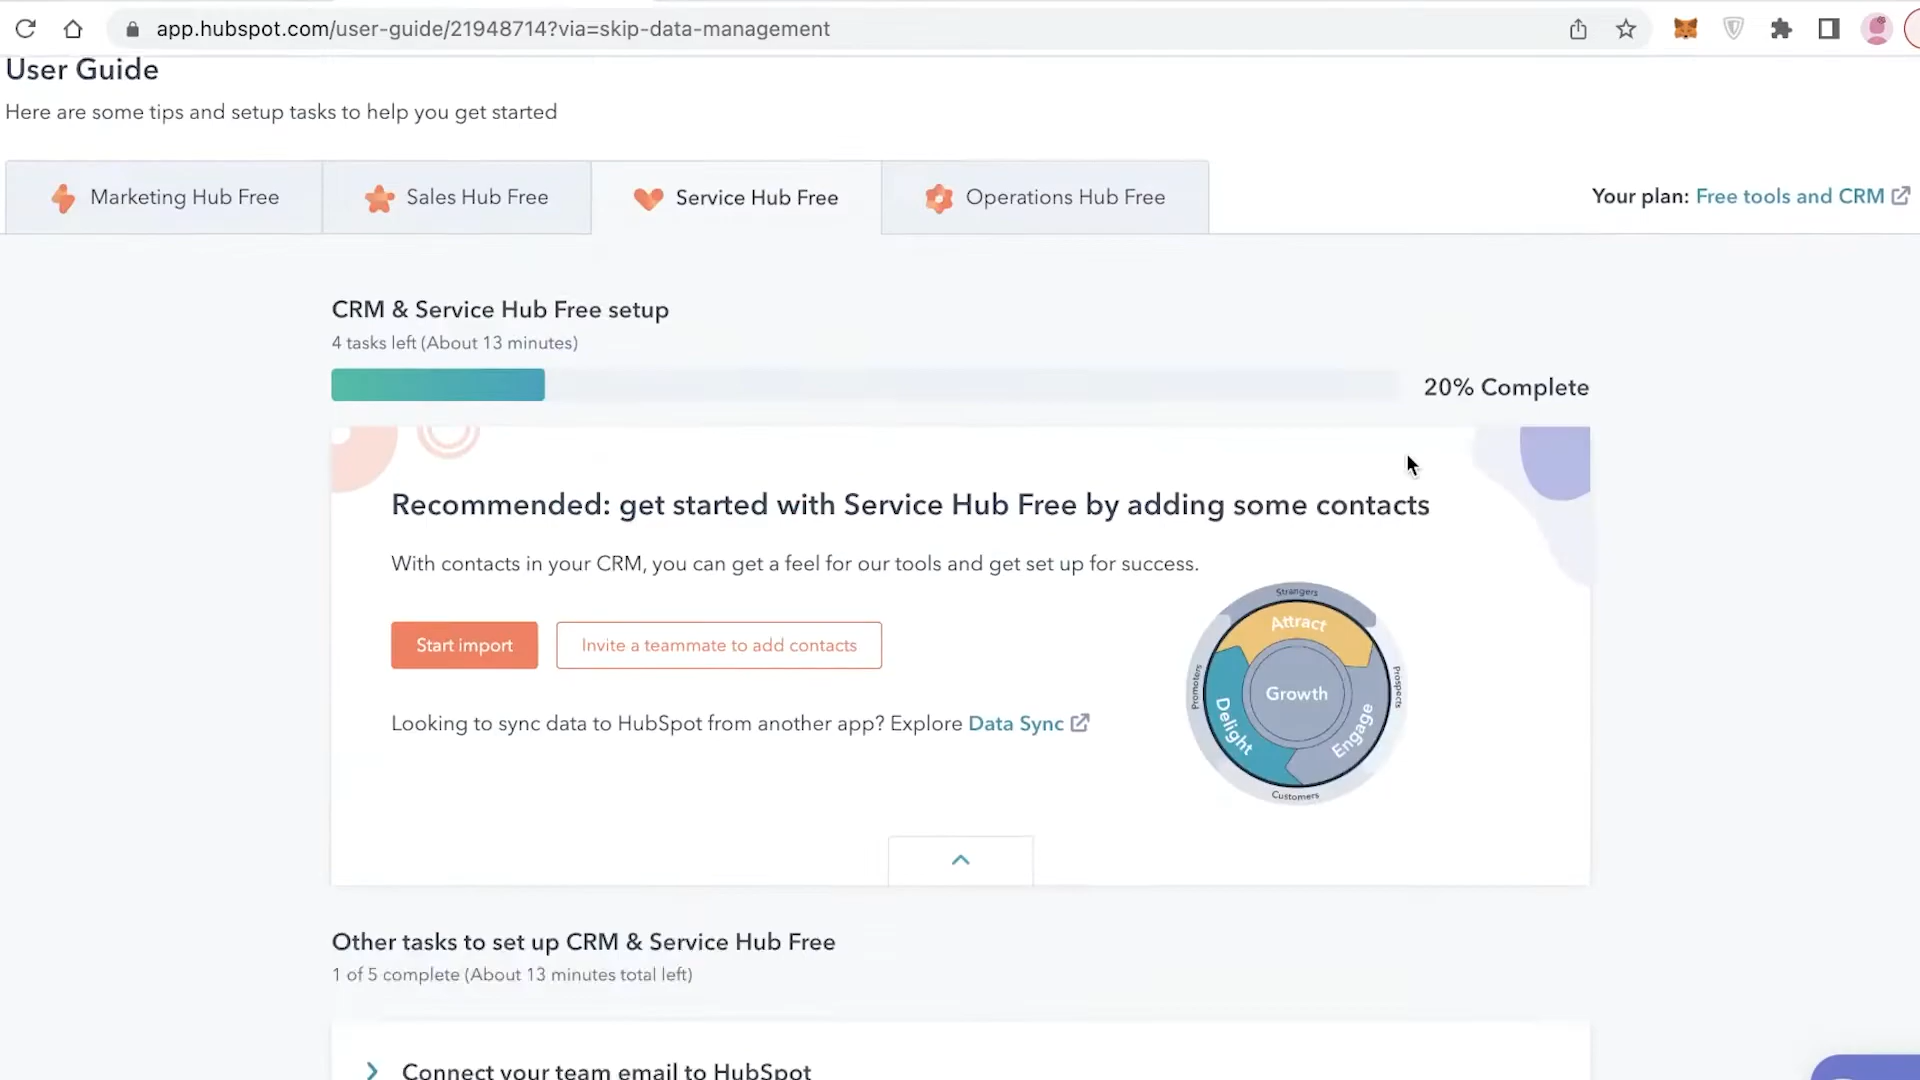 app.hubspot.com/user-guide/21948714?via=skip-data-management
User Guide
Here are some tips and setup tasks to help you get started
Marketing Hub Free
Sales Hub Free
Service Hub Free
Operations Hub Free
Your plan: Free tools and CRM
CRM & Service Hub Free setup
4 tasks left (About 13 minutes)
20% Complete
Recommended: get started with Service Hub Free by adding some contacts
With contacts in your CRM, you can get a feel for our tools and get set up for success.
Start import
Invite a teammate to add contacts
Looking to sync data to HubSpot from another app? Explore Data Sync
Strangers
Attract
Promoters
Growth
Prospects
Delight
Engage
Customers
Other tasks to set up CRM & Service Hub Free
1 of 5 complete (About 13 minutes total left)
Connect your team email to HubSpot